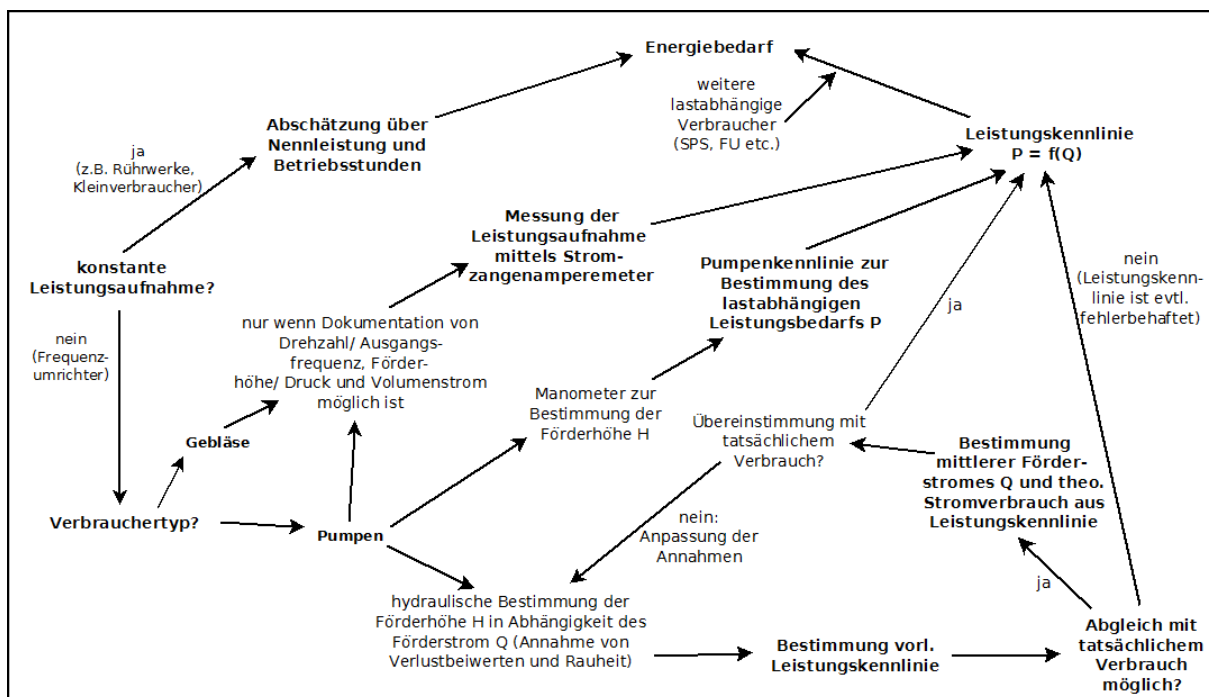 Energiebedarf
weitere
lastabhängige
Verbraucher
(SPS, FU etc.)
Abschätzung über
Nennleistung und
Betriebsstunden
Leistungskennlinie
P = f(Q)
ja
(z.B. Rührwerke,
Kleinverbraucher)
Messung der
Leistungsaufnahme
mittels Strom-
zangenamperemeter
konstante
Leistungsaufnahme?
Pumpenkennlinie zur
Bestimmung des
lastabhängigen
Leistungsbedarfs P
nein
(Leistungskenn-
linie ist evtl.
fehlerbehaftet)
ja
nein
(Frequenz-
umrichter)
nur wenn Dokumentation von
Drehzahl/ Ausgangs-
frequenz, Förder-
höhe/ Druck und Volumenstrom
möglich ist
Manometer zur
Bestimmung der
Förderhöhe H
Übereinstimmung mit
tatsächlichem
Verbrauch?
Gebläse
Bestimmung
mittlerer Förder-
stromes Q und theo.
Stromverbrauch aus
Leistungskennlinie
Verbrauchertyp?
Pumpen
nein:
Anpassung der
Annahmen
ja
hydraulische Bestimmung der
Förderhöhe H in Abhängigkeit des
Förderstrom Q (Annahme von
Verlustbeiwerten und Rauheit)
Bestimmung vorl.
Leistungskennlinie
Abgleich mit
tatsächlichem
Verbrauch
möglich?